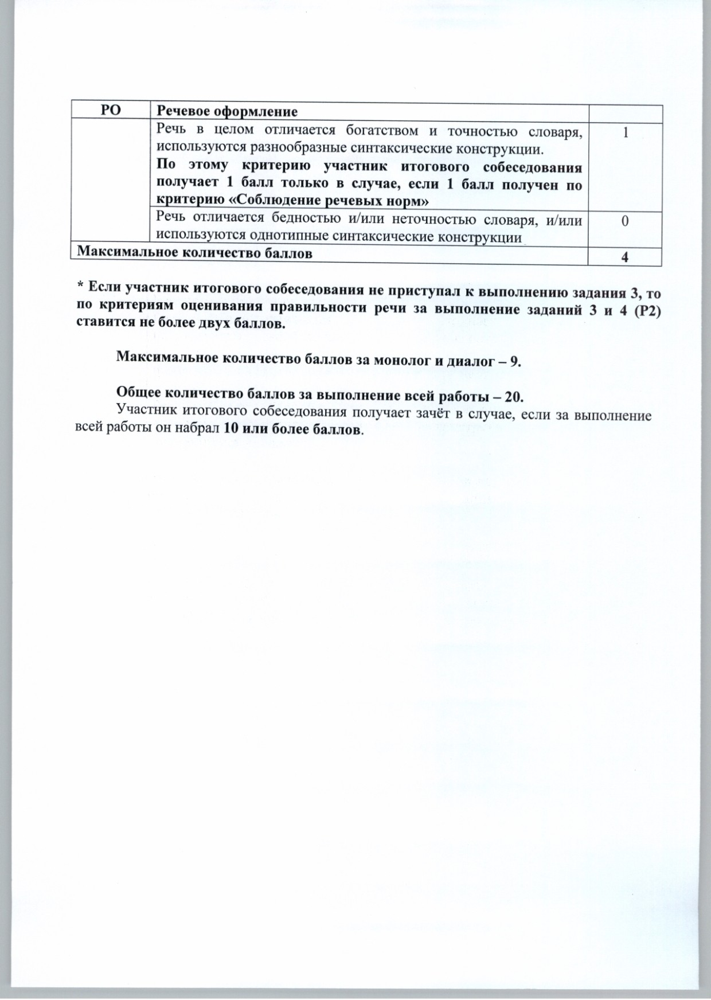 РО Речевое оформление
Речь в целом отличается богатством и точностью словаря, 1
используются разнообразные синтаксические конструкции.
По этому критерию участник итогового собеседования
получает 1 балл только в случае, если 1 балл получен по
критерию «Соблюдение речевых норм»
Речь отличается бедностью и/или неточностью словаря, и/или 0
используются однотипные синтаксические конструкции
Максимальное количество баллов 4
* Если участник итогового собеседования не приступал к выполнению задания 3, то
по критериям оценивания правильности речи за выполнение заданий 3 и 4 (Р2)
ставится не более двух баллов.
Максимальное количество баллов за монолог и диалог – 9.
Общее количество баллов за выполнение всей работы – 20.
Участник итогового собеседования получает зачёт в случае, если за выполнение
всей работы он набрал 10 или более баллов.